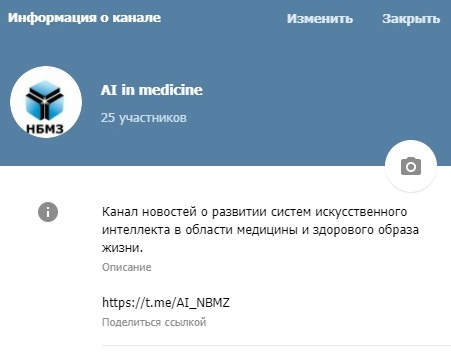 Информация о канале Изменить Закрыть
AI in medicine
25 участников
НБМЗ
Канал новостей о развитии систем искусственного
интеллекта в области медицины и здорового образа
жизни.
Описание
https://t.me/AI_NBMZ
Поделиться ссылкой